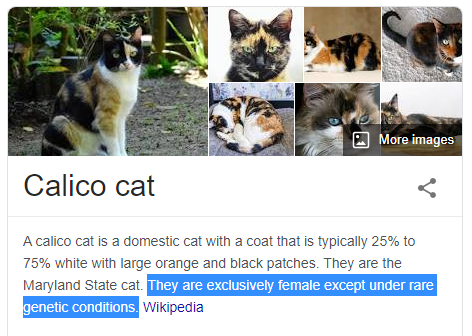 More images
Calico cat
A calico cat is a domestic cat with a coat that is typically 25% to
75% white with large orange and black patches. They are the
Maryland State cat. They are exclusively female except under rare
genetic conditions. Wikipedia